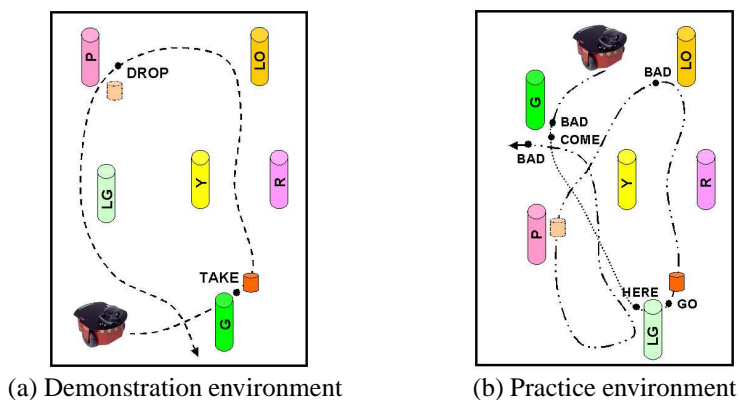 P
DROP
LO
LG
Y
R
TAKE
G
(a) Demonstration environment
G
BAD
LO
BAD
COME
BAD
Y
R
P
HERE
GO
LG
(b) Practice environment